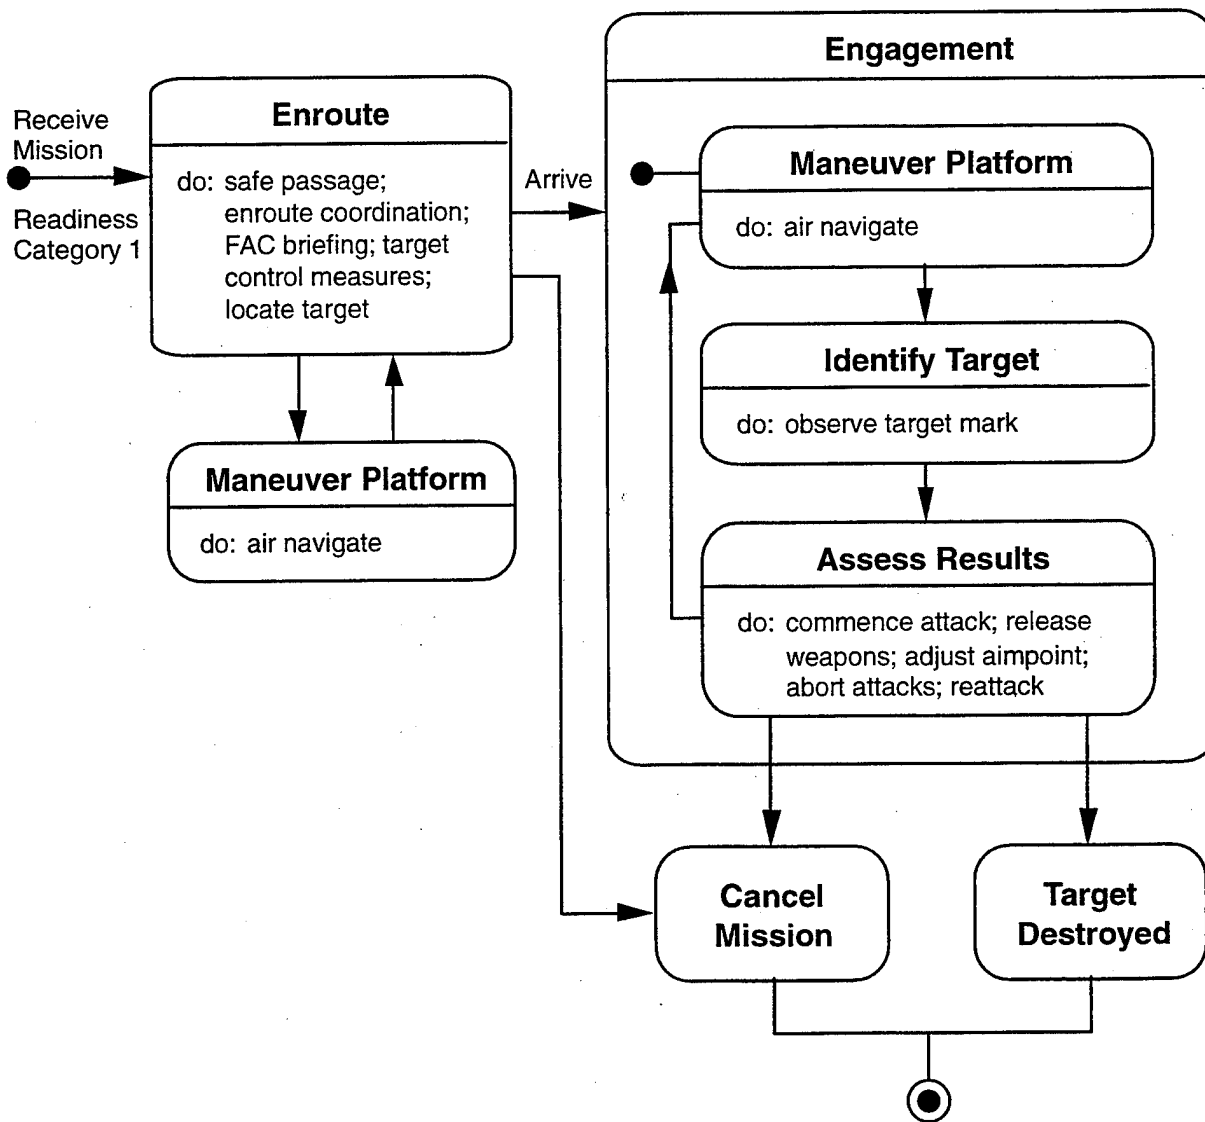 Receive
Mission
Readiness
Category 1
Enroute
do: safe passage;
enroute coordination;
FAC briefing; target
control measures;
locate target
Arrive
Maneuver Platform
do: air navigate
Engagement
Maneuver Platform
do: air navigate
Identify Target
do: observe target mark
Assess Results
do: commence attack; release
weapons; adjust aimpoint;
abort attacks; reattack
Cancel
Mission
Target
Destroyed